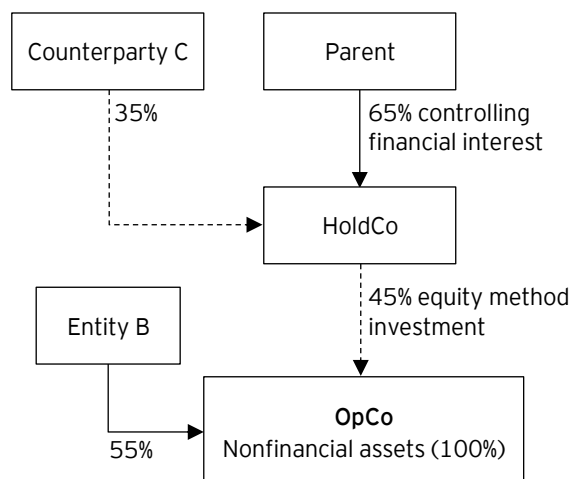 Counterparty C
Parent
35%
65% controlling
financial interest
HoldCo
45% equity method
investment
Entity B
55%
OpCo
Nonfinancial assets (100%)